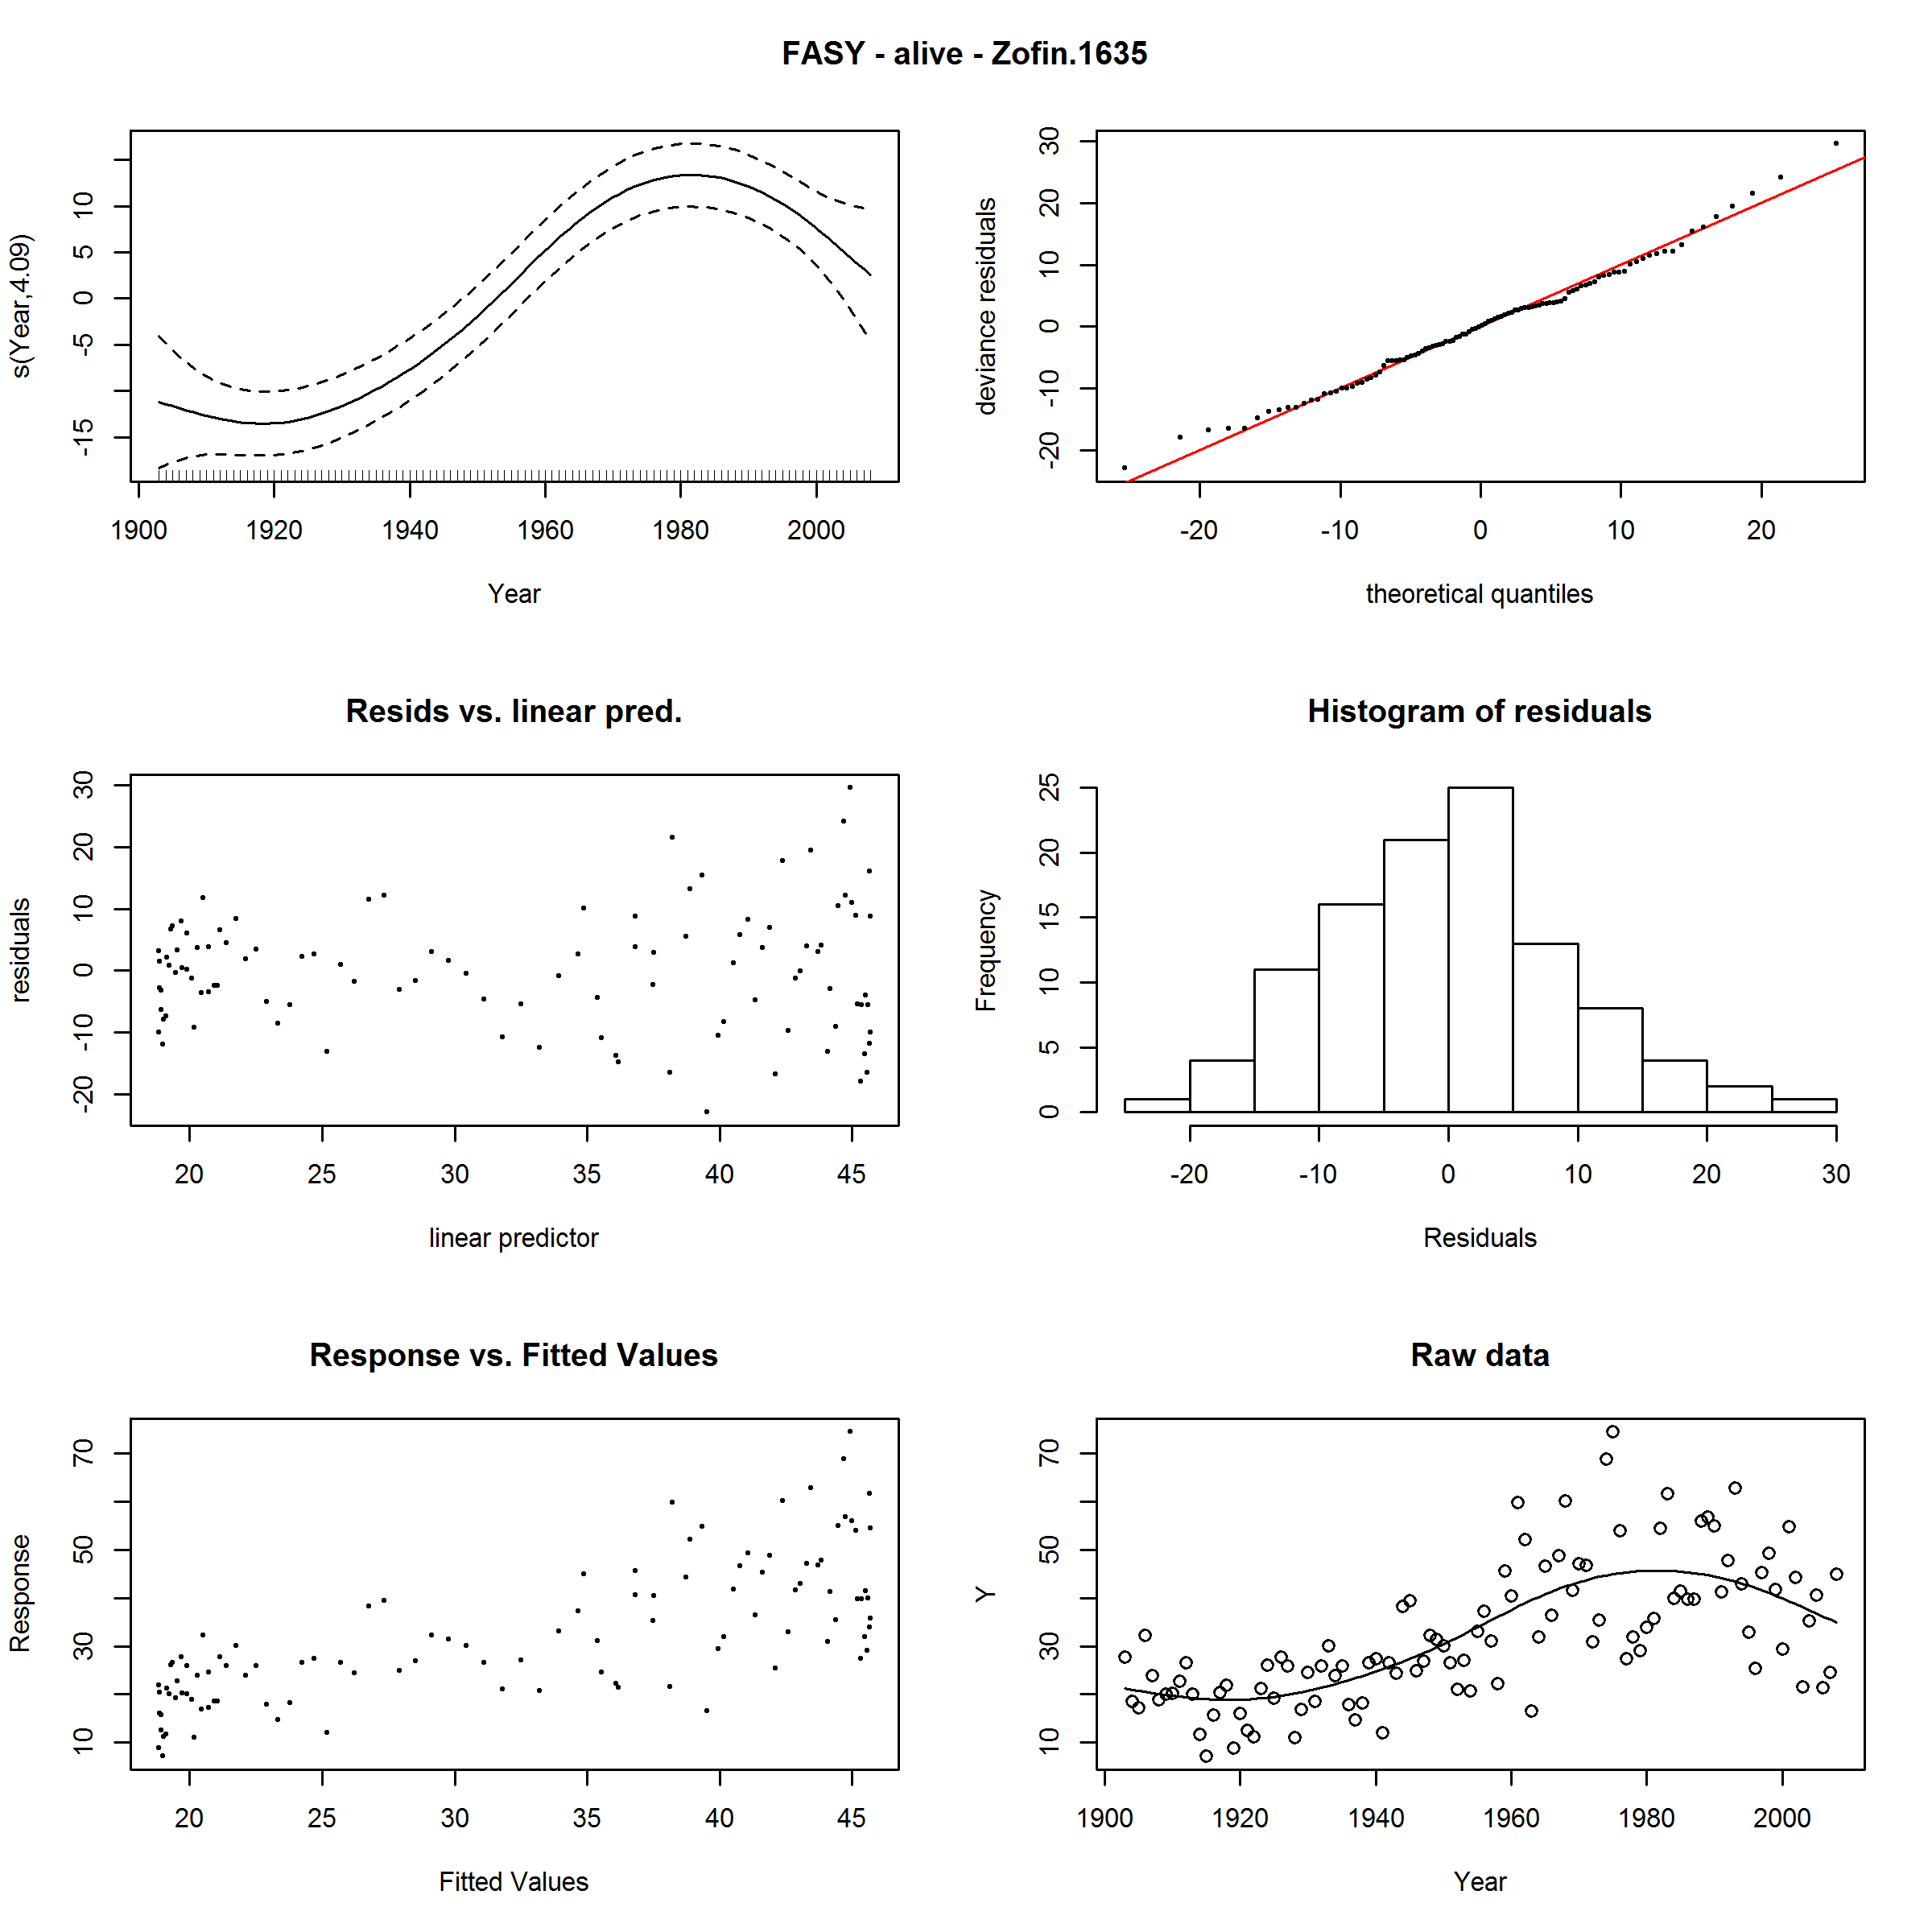 FASY - alive - Zofin.1635
s(Year,4.09)
-15 -5 0 5 10
1900 1920 1940 1960 1980 2000
Year
deviance residuals
-20 -10 0 10 20 30
-20 -10 0 10 20
theoretical quantiles
Resids vs. linear pred.
residuals
-20 -10 0 10 20 30
20 25 30 35 40 45
linear predictor
Histogram of residuals
Frequency
0 5 10 15 20 25
-20 -10 0 10 20 30
Residuals
Response vs. Fitted Values
Response
10 30 50 70
20 25 30 35 40 45
Fitted Values
Raw data
Y
10 30 50 70
1900 1920 1940 1960 1980 2000
Year